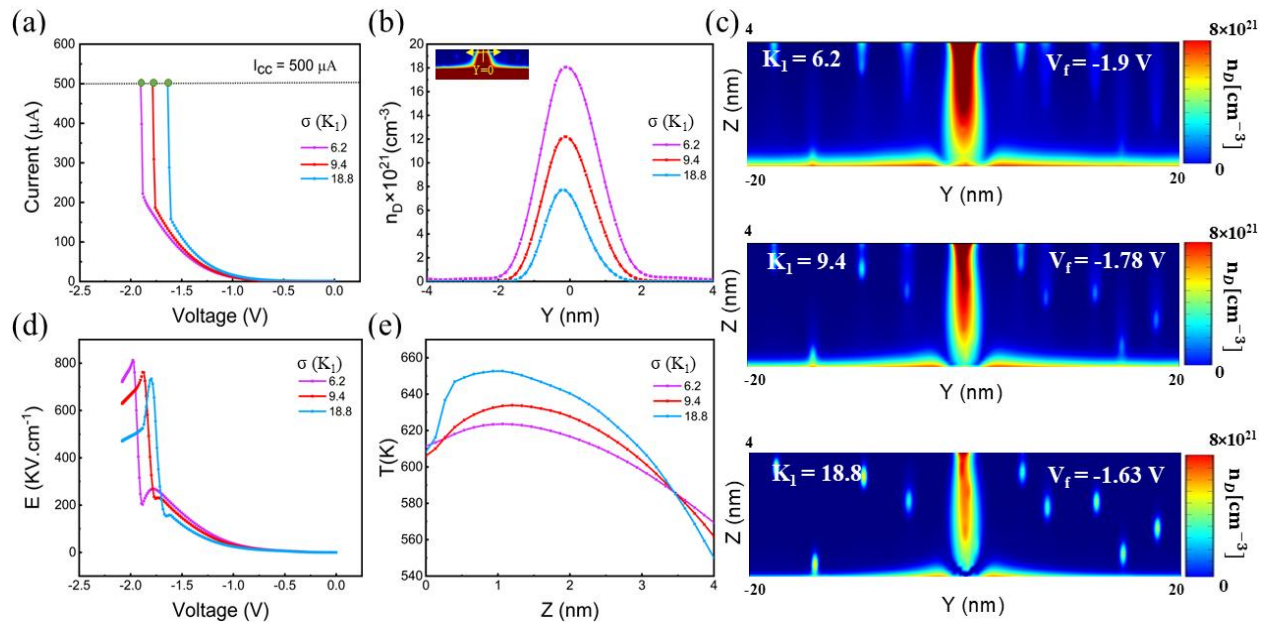 (a)
600
500
400
300
200
100
0
Current (µA)
I_CC = 500 µA
σ (K₁)
6.2
9.4
18.8
-2.5 -2.0 -1.5 -1.0 -0.5 0.0
Voltage (V)
(b)
20
18
16
14
12
10
8
6
4
2
0
n_D×10²¹(cm⁻³)
Y=0
σ (K₁)
6.2
9.4
18.8
-4 -2 0 2 4
Y (nm)
(c)
4
Z (nm)
K₁ = 6.2
V_f = -1.9 V
-20 20
Y (nm)
8×10²¹
n_D[cm⁻³]
0
4
Z (nm)
K₁ = 9.4
V_f = -1.78 V
-20 20
Y (nm)
8×10²¹
n_D[cm⁻³]
0
4
Z (nm)
K₁ = 18.8
V_f = -1.63 V
-20 20
Y (nm)
8×10²¹
n_D[cm⁻³]
0
(d)
800
600
400
200
0
E (KV.cm⁻¹)
σ (K₁)
6.2
9.4
18.8
-2.5 -2.0 -1.5 -1.0 -0.5 0.0
Voltage (V)
(e)
660
640
620
600
580
560
540
T(K)
σ (K₁)
6.2
9.4
18.8
0 1 2 3 4
Z (nm)